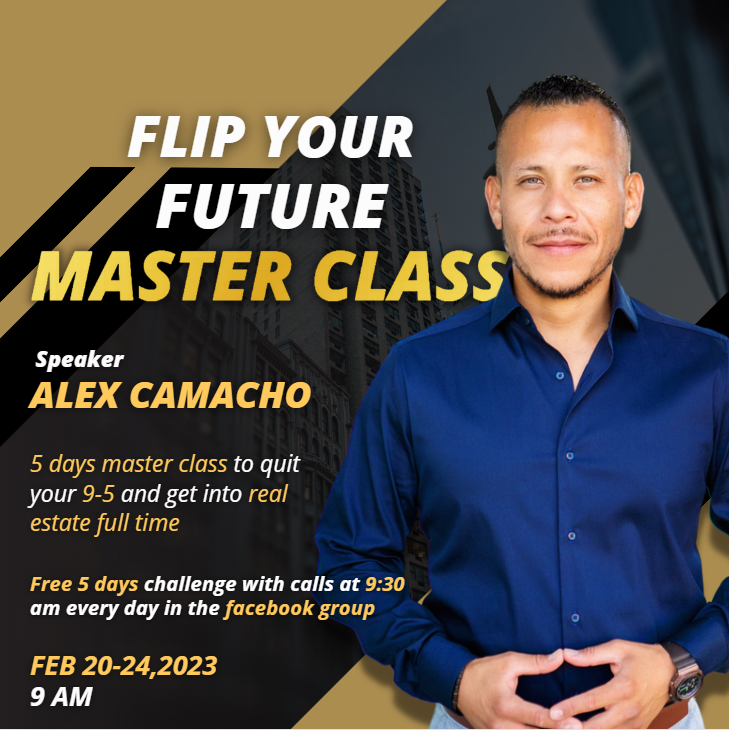 FLIP YOUR
FUTURE
MASTER CLASS
Speaker
ALEX CAMACHO
5 days master class to quit
your 9-5 and get into real
estate full time
Free 5 days challenge with calls at 9:30
am every day in the facebook group
FEB 20-24,2023
9 AM